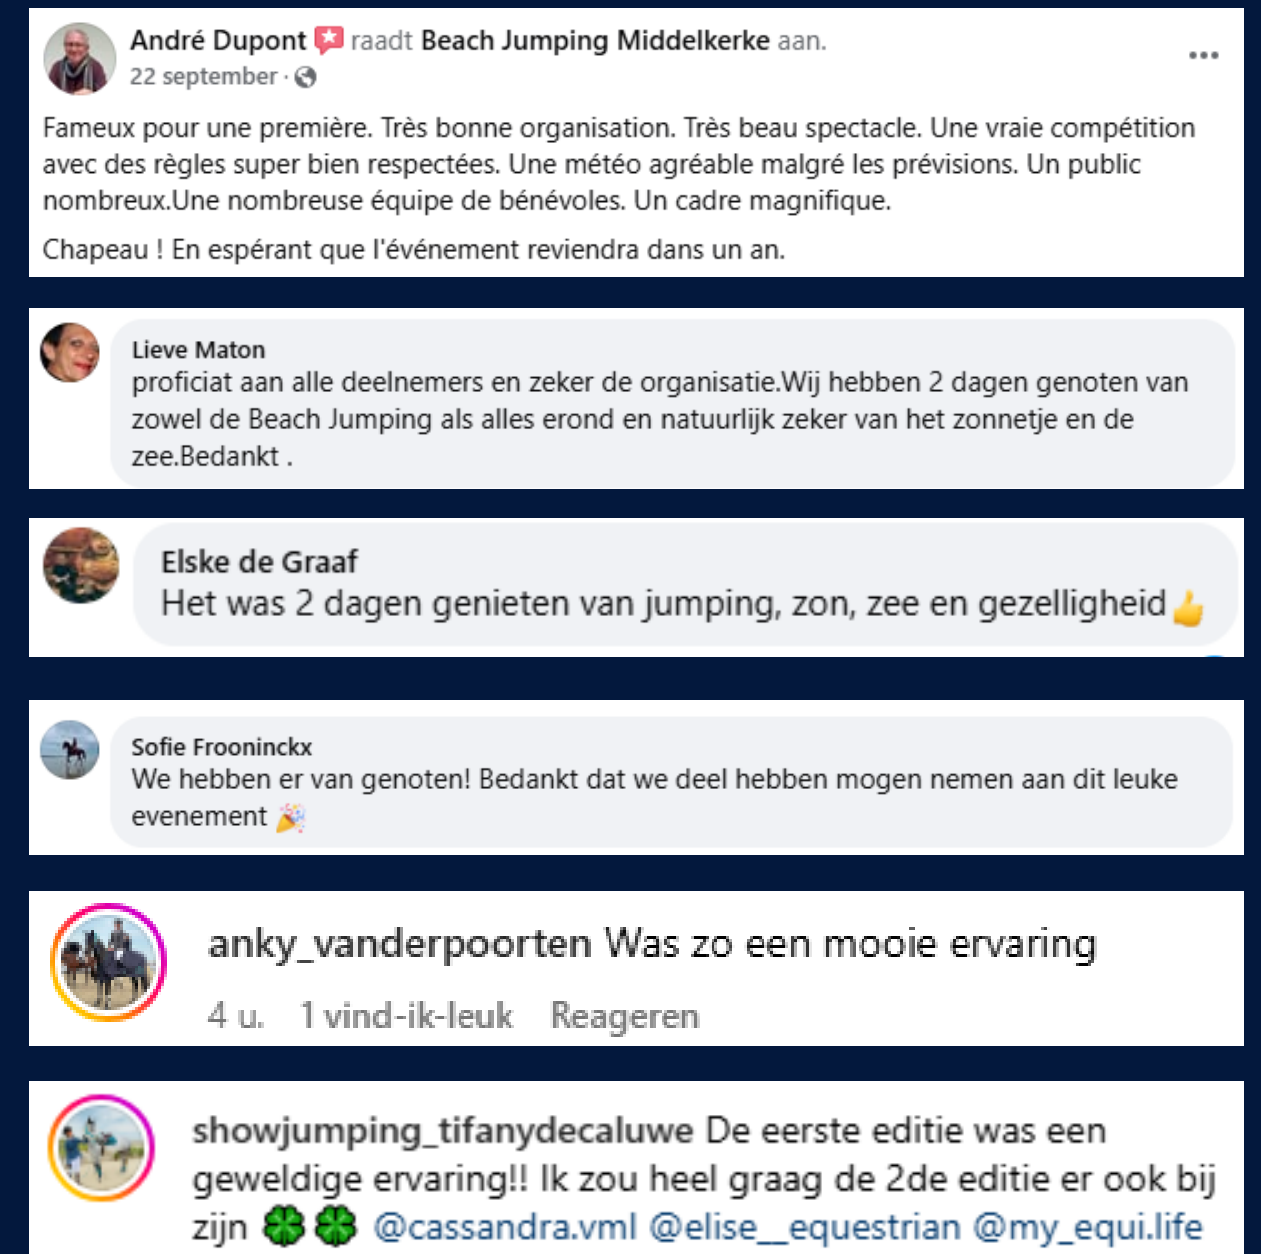 André Dupont raadt Beach Jumping Middelkerke aan.
22 september ·
Fameux pour une première. Très bonne organisation. Très beau spectacle. Une vraie compétition
avec des règles super bien respectées. Une météo agréable malgré les prévisions. Un public
nombreux.Une nombreuse équipe de bénévoles. Un cadre magnifique.
Chapeau ! En espérant que l'événement reviendra dans un an.
Lieve Maton
proficiat aan alle deelnemers en zeker de organisatie.Wij hebben 2 dagen genoten van
zowel de Beach Jumping als alles erond en natuurlijk zeker van het zonnetje en de
zee.Bedankt .
Elske de Graaf
Het was 2 dagen genieten van jumping, zon, zee en gezelligheid👍
Sofie Frooninckx
We hebben er van genoten! Bedankt dat we deel hebben mogen nemen aan dit leuke
evenement 🎉
anky_vanderpoorten Was zo een mooie ervaring
4 u. 1 vind-ik-leuk Reageren
showjumping_tifanydecaluwe De eerste editie was een
geweldige ervaring!! Ik zou heel graag de 2de editie er ook bij
zijn 🍀🍀 @cassandra.vml @elise__equestrian @my_equi.life